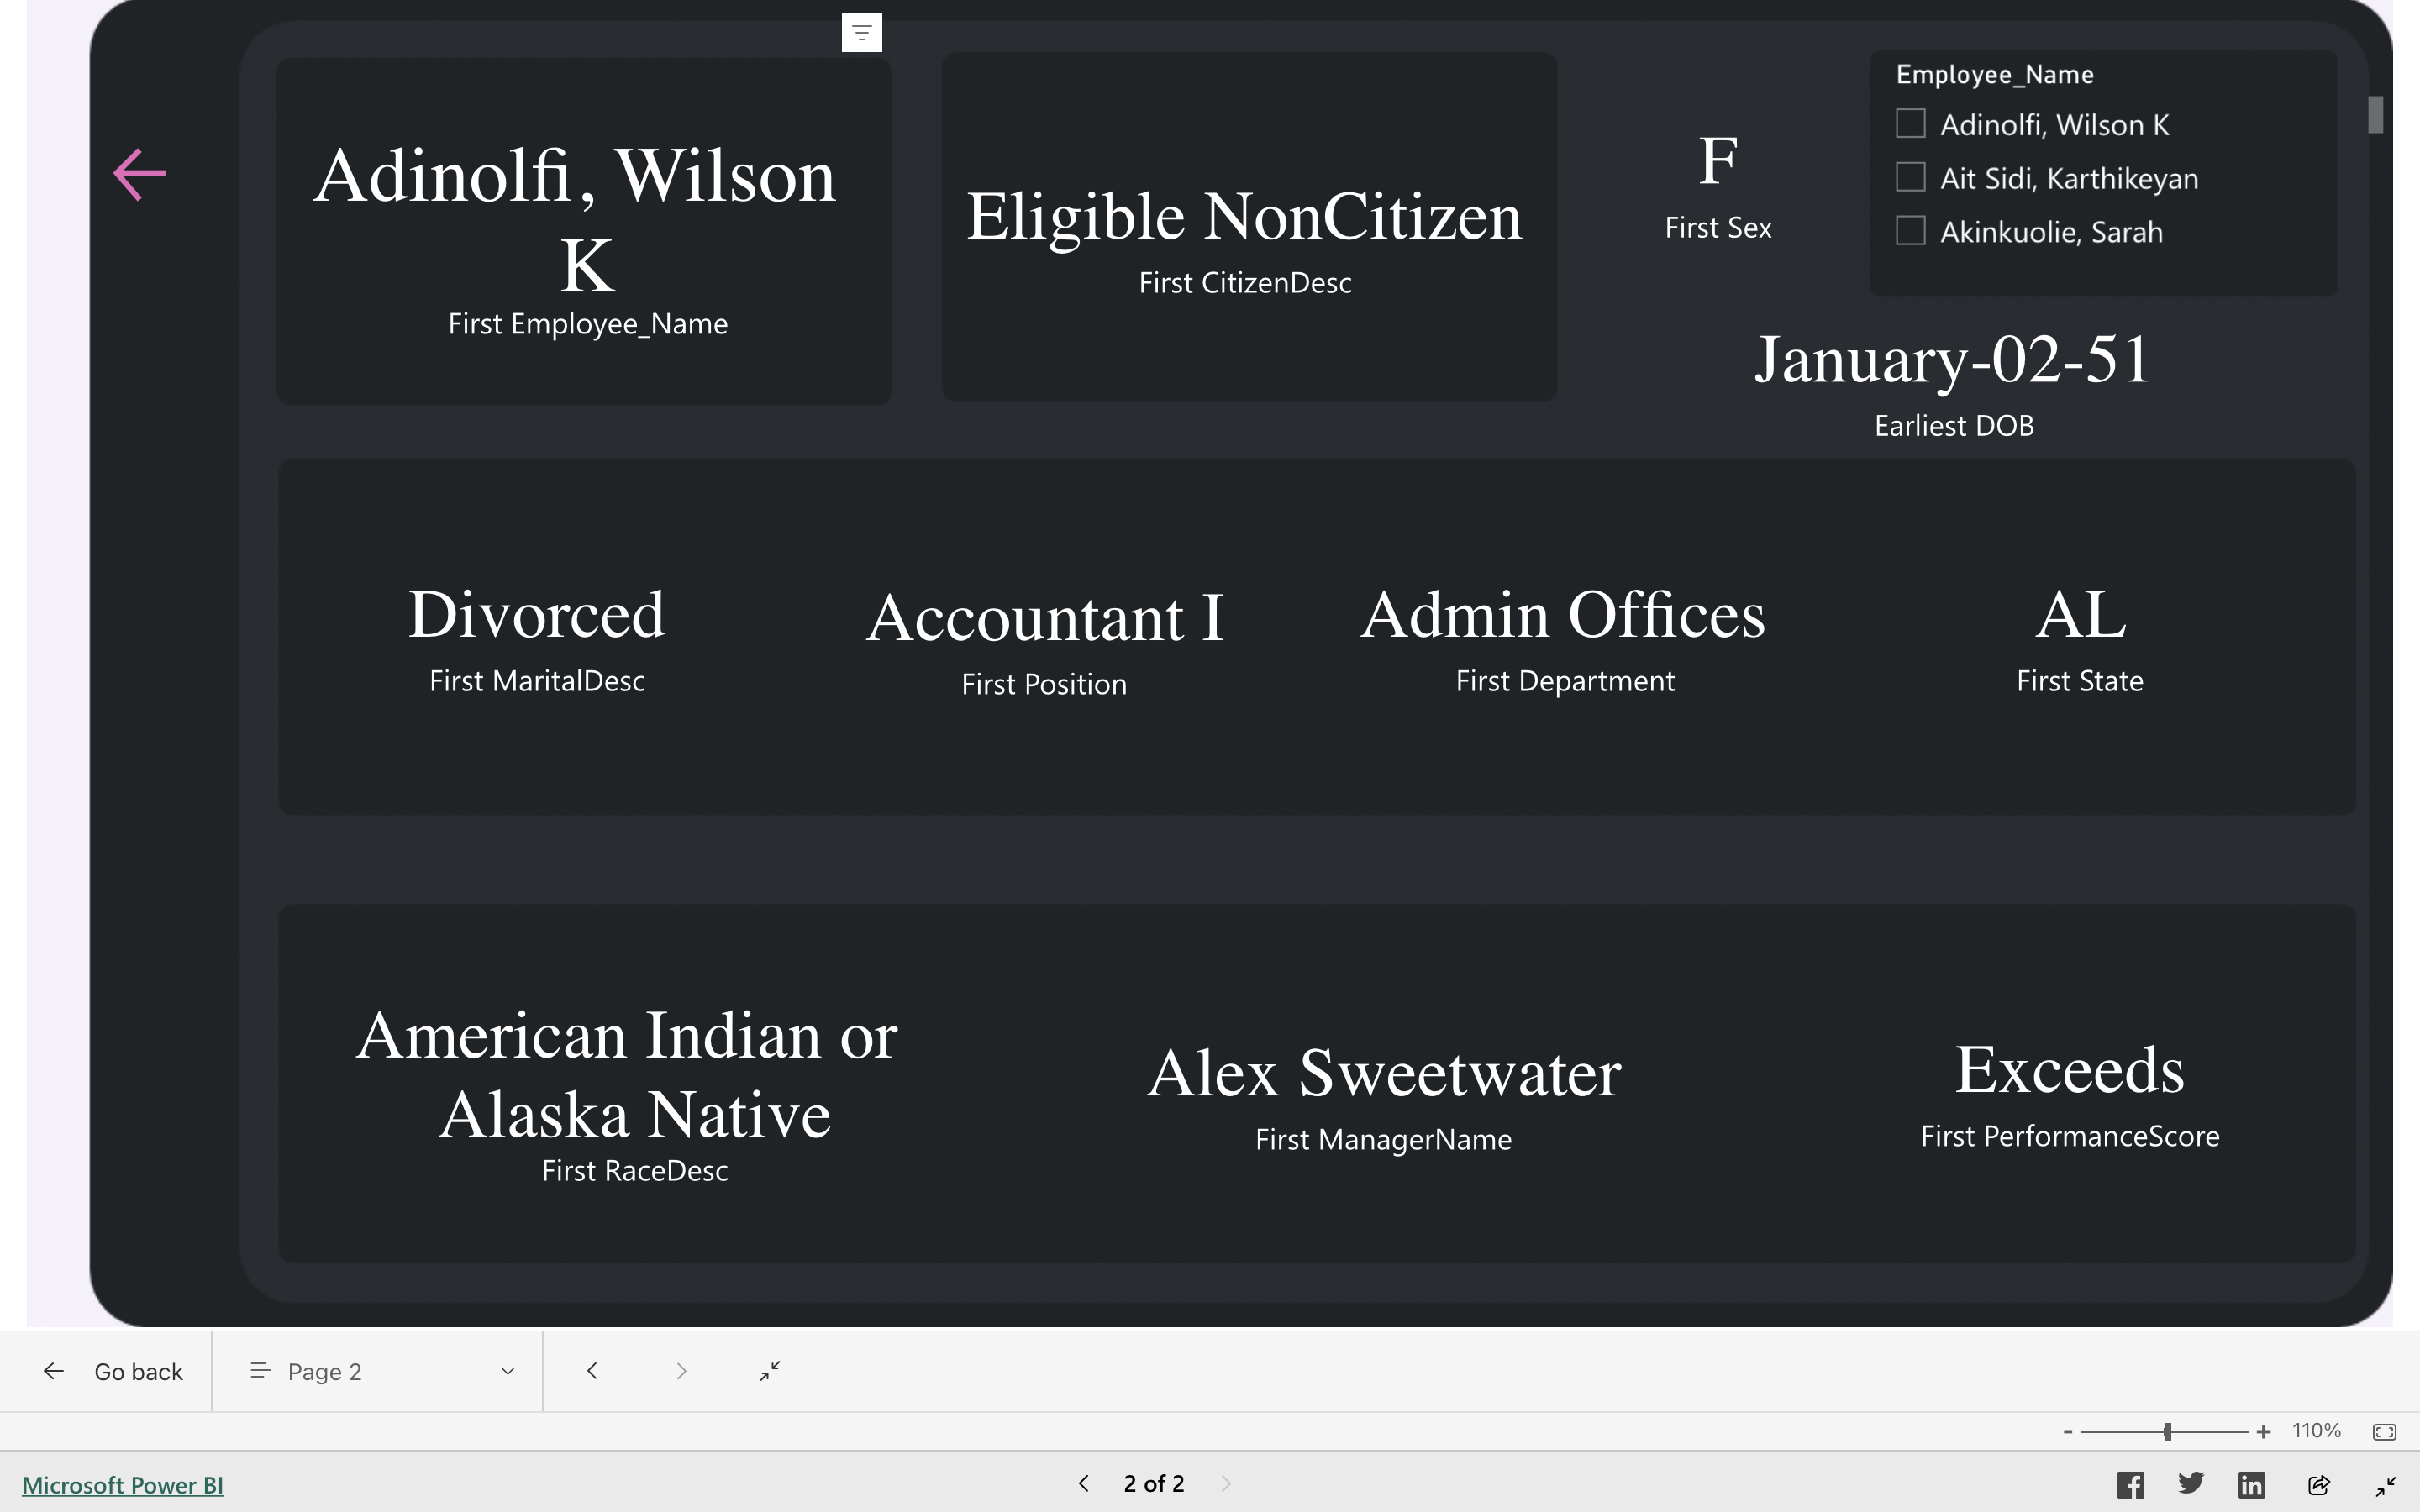 Adinolfi, Wilson
K
First Employee_Name
Eligible NonCitizen
First CitizenDesc
F
First Sex
Employee_Name
Adinolfi, Wilson K
Ait Sidi, Karthikeyan
Akinkuolie, Sarah
January-02-51
Earliest DOB
Divorced
First MaritalDesc
Accountant I
First Position
Admin Offices
First Department
AL
First State
American Indian or
Alaska Native
First RaceDesc
Alex Sweetwater
First ManagerName
Exceeds
First PerformanceScore
Go back
Page 2
- + 110%
Microsoft Power BI
2 of 2